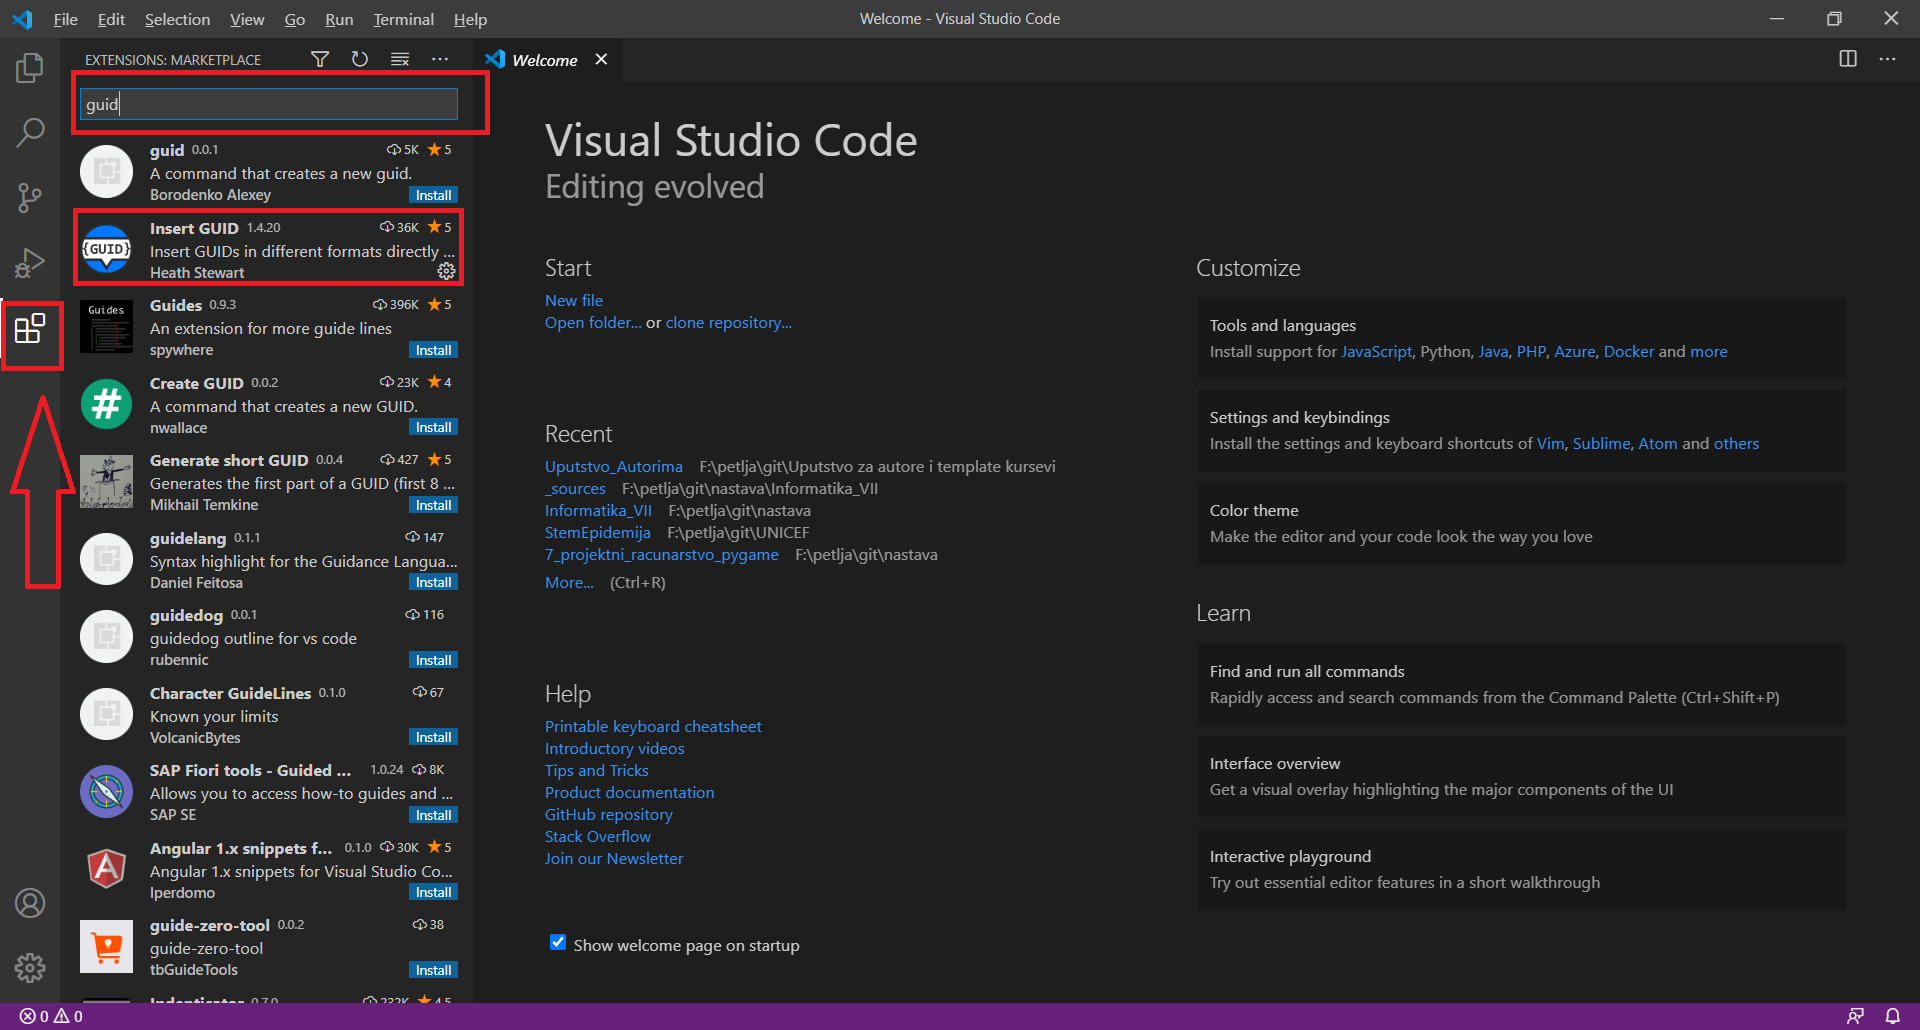 File Edit Selection View Go Run Terminal Help
Welcome - Visual Studio Code
EXTENSIONS: MARKETPLACE
Welcome
guid
guid 0.0.1 5K 5
A command that creates a new guid.
Borodenko Alexey Install
{GUID}
Insert GUID 1.4.20 36K 5
Insert GUIDs in different formats directly ...
Heath Stewart
Guides
Guides 0.9.3 396K 5
An extension for more guide lines
spywhere Install
#
Create GUID 0.0.2 23K 4
A command that creates a new GUID.
nwallace Install
Generate short GUID 0.0.4 427 5
Generates the first part of a GUID (first 8 ...
Mikhail Temkine Install
guidelang 0.1.1 147
Syntax highlight for the Guidance Langua...
Daniel Feitosa Install
guidedog 0.0.1 116
guidedog outline for vs code
rubennic Install
Character GuideLines 0.1.0 67
Known your limits
VolcanicBytes Install
SAP Fiori tools - Guided ... 1.0.24 8K
Allows you to access how-to guides and ...
SAP SE Install
Angular 1.x snippets f... 0.1.0 30K 5
Angular 1.x snippets for Visual Studio Co...
lperdomo Install
guide-zero-tool 0.0.2 38
guide-zero-tool
tbGuideTools Install
Indenticator 0.7.0 232K 4.5
Visual Studio Code
Editing evolved
Start
New file
Open folder... or clone repository...
Recent
Uputstvo_Autorima F:\petlja\git\Uputstvo za autore i template kursevi
_sources F:\petlja\git\nastava\Informatika_VII
Informatika_VII F:\petlja\git\nastava
StemEpidemija F:\petlja\git\UNICEF
7_projektni_racunarstvo_pygame F:\petlja\git\nastava
More... (Ctrl+R)
Help
Printable keyboard cheatsheet
Introductory videos
Tips and Tricks
Product documentation
GitHub repository
Stack Overflow
Join our Newsletter
Show welcome page on startup
Customize
Tools and languages
Install support for JavaScript, Python, Java, PHP, Azure, Docker and more
Settings and keybindings
Install the settings and keyboard shortcuts of Vim, Sublime, Atom and others
Color theme
Make the editor and your code look the way you love
Learn
Find and run all commands
Rapidly access and search commands from the Command Palette (Ctrl+Shift+P)
Interface overview
Get a visual overlay highlighting the major components of the UI
Interactive playground
Try out essential editor features in a short walkthrough
0 0